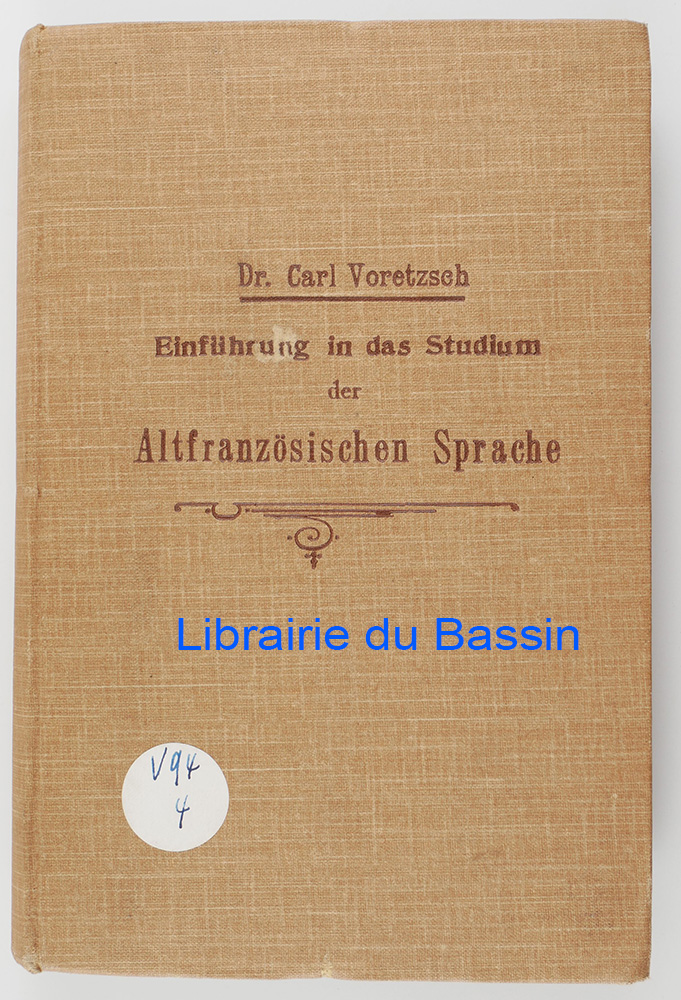 Dr. Carl Voretzsch
Einführung in das Studium
der
Altfranzösischen Sprache
Librairie du Bassin
V94
4